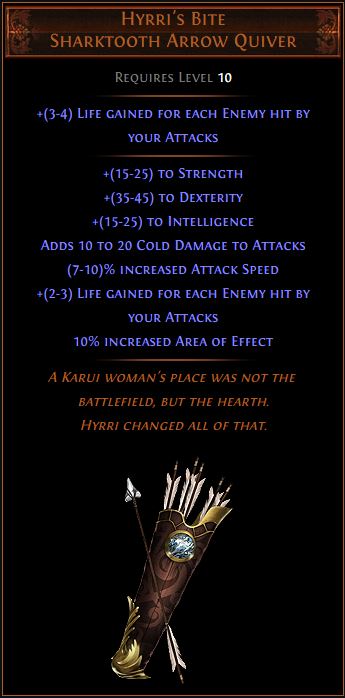 Hyrri's Bite
Sharktooth Arrow Quiver
Requires Level 10
+(3-4) Life gained for each Enemy hit by
your Attacks
+(15-25) to Strength
+(35-45) to Dexterity
+(15-25) to Intelligence
Adds 10 to 20 Cold Damage to Attacks
(7-10)% increased Attack Speed
+(2-3) Life gained for each Enemy hit by
your Attacks
10% increased Area of Effect
A Karui woman's place was not the
battlefield, but the hearth.
Hyrri changed all of that.